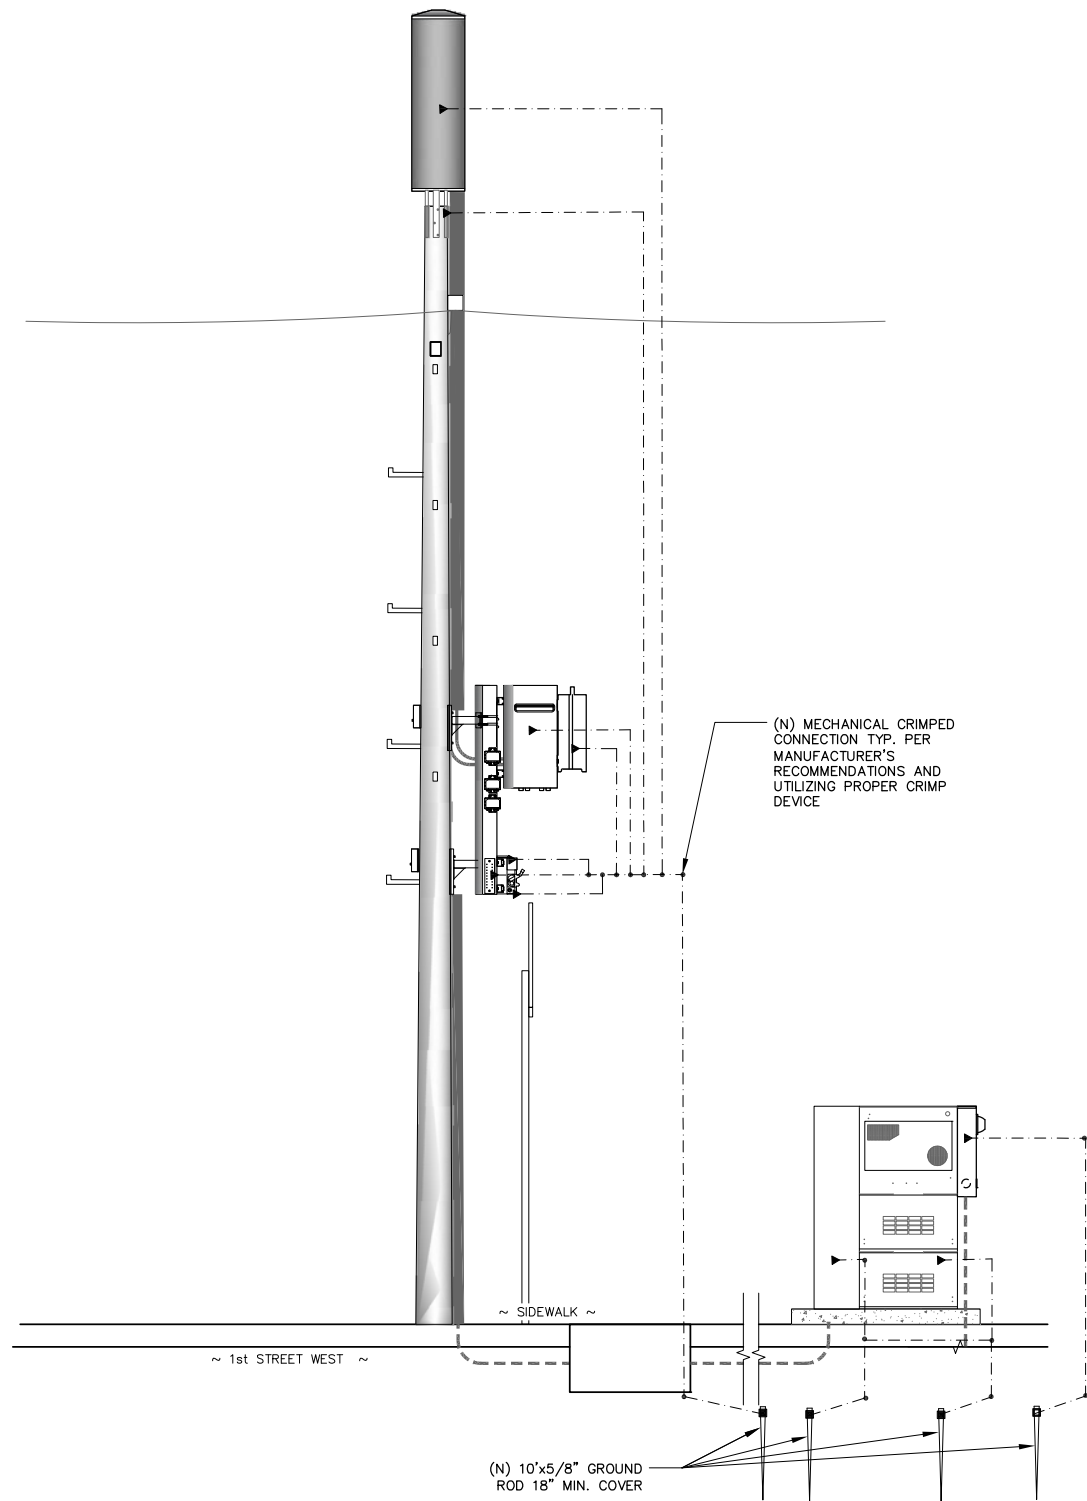 (N) MECHANICAL CRIMPED
CONNECTION TYP. PER
MANUFACTURER'S
RECOMMENDATIONS AND
UTILIZING PROPER CRIMP
DEVICE
~ SIDEWALK ~
~ 1st STREET WEST ~
(N) 10'x5/8" GROUND
ROD 18" MIN. COVER